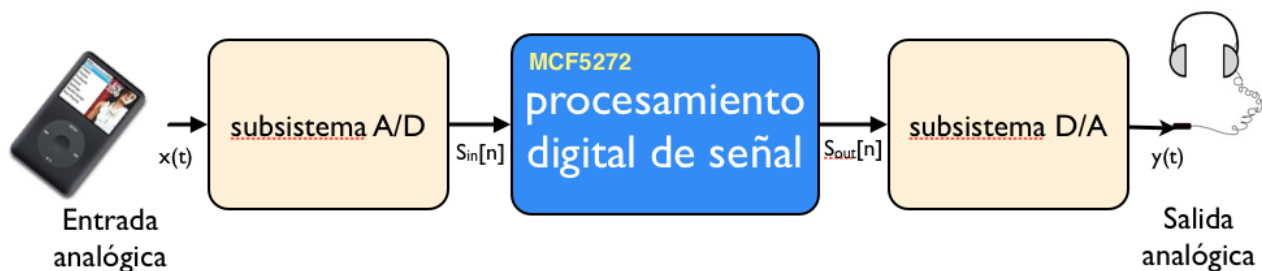 subsistema A/D
MCF5272
procesamiento
digital de señal
subsistema D/A
x(t)
Sin[n]
Sout[n]
y(t)
Entrada
analógica
Salida
analógica